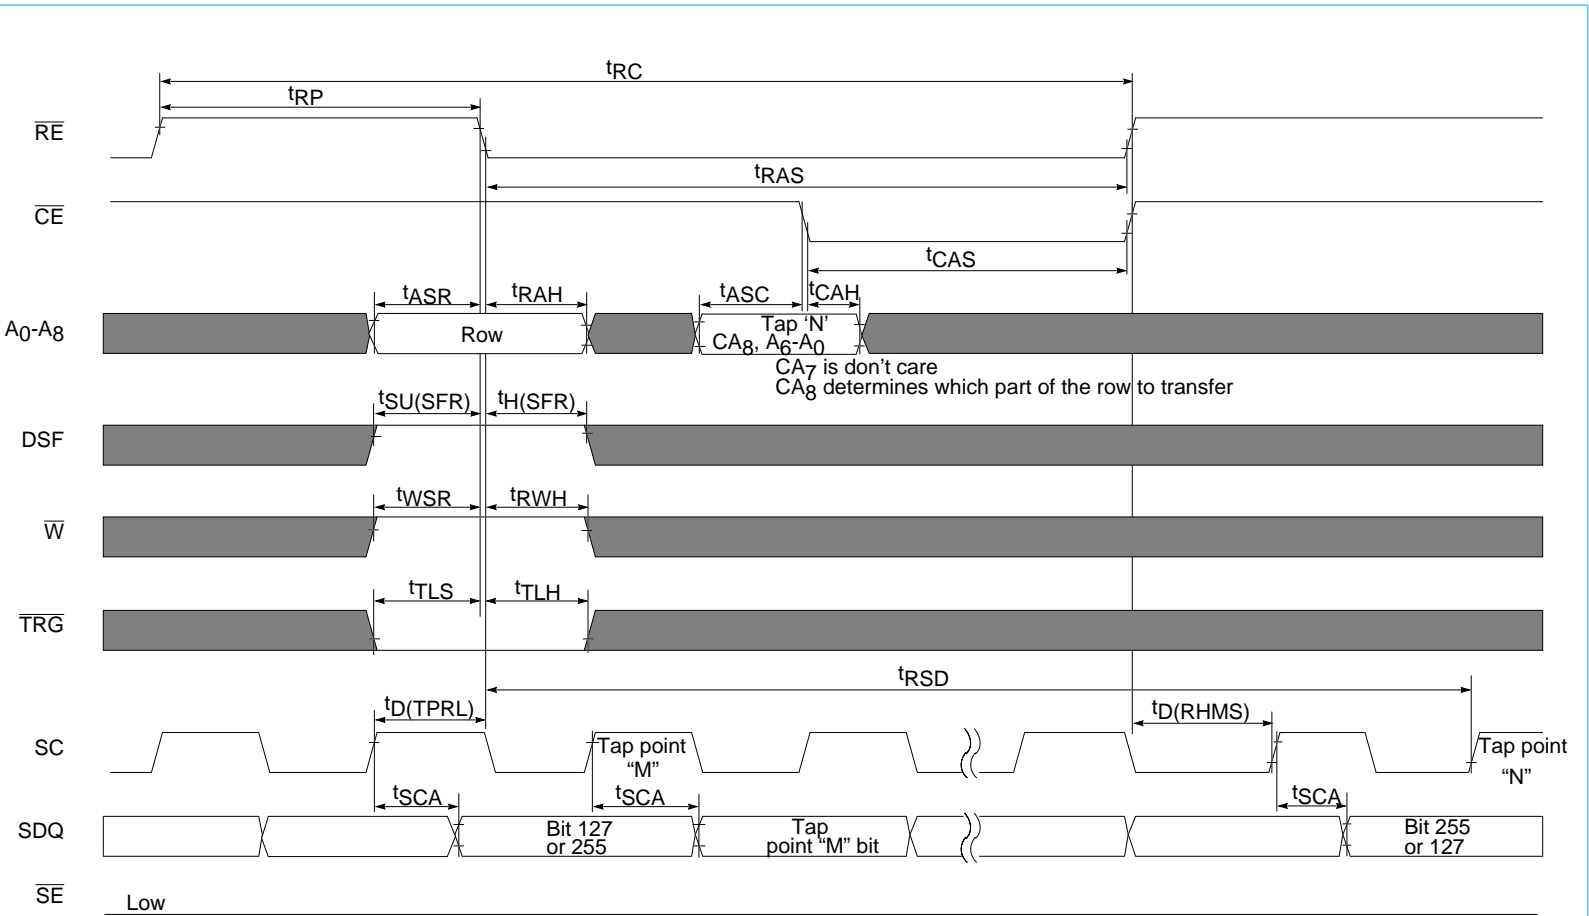 tRC
tRP
RE
tRAS
CE
tCAS
tASR tRAH tASC tCAH
A0-A8 Row Tap ‘N’
CA8, A6-A0
CA7 is don’t care
CA8 determines which part of the row to transfer
tSU(SFR) tH(SFR)
DSF
tWSR tRWH
W
tTLS tTLH
TRG
tRSD
tD(TPRL) tD(RHMS)
SC Tap point Tap point
“M” “N”
tSCA tSCA tSCA
SDQ Bit 127 Tap Bit 255
or 255 point “M” bit or 127
SE Low